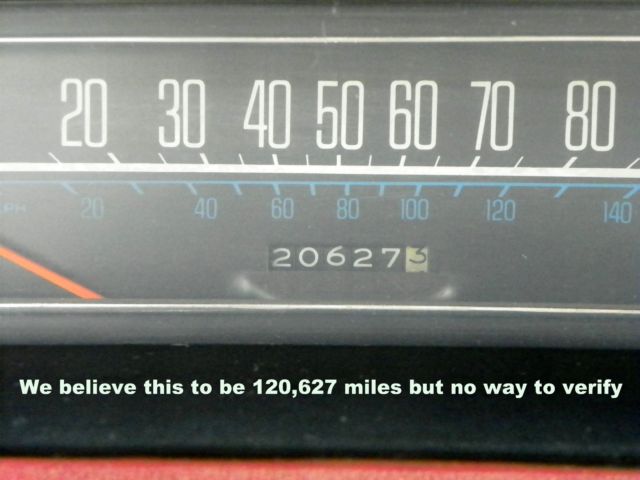 20 30 40 50 60 70 80
PH 20 40 60 80 100 120 140
206273
We believe this to be 120,627 miles but no way to verify